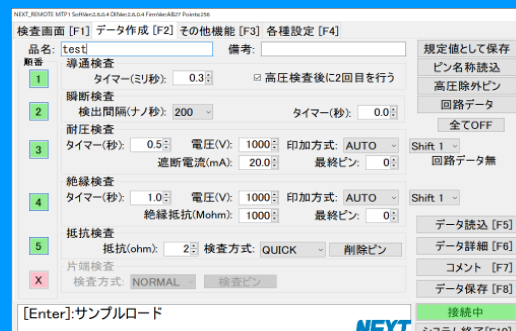 NEXT_REMOTE MTP1 SoftVer:2.6.0.4 DllVer:2.6.0.4 FirmVer:AB27 Pointe:256
検査画面 [F1] データ作成 [F2] その他機能 [F3] 各種設定 [F4]
品名: test 備考: 規定値として保存
順番 導通検査 ピン名称読込
1 タイマー(ミリ秒): 0.3 高圧検査後に2回目を行う 高圧除外ピン
瞬断検査 回路データ
2 検出間隔(ナノ秒): 200 タイマー(秒): 0.0 全てOFF
耐圧検査
3 タイマー(秒): 0.5 電圧(V): 1000 印加方式: AUTO Shift 1
遮断電流(mA): 20.0 最終ピン: 0 回路データ無
絶縁検査
4 タイマー(秒): 1.0 電圧(V): 1000 印加方式: AUTO Shift 1
絶縁抵抗(Mohm): 1000 最終ピン: 0
データ読込 [F5]
抵抗検査
5 抵抗(ohm): 2 検査方式: QUICK 削除ピン データ詳細 [F6]
片端検査 コメント [F7]
X 検査方式: NORMAL 検査ピン データ保存 [F8]
[Enter]:サンプルロード 接続中
NEXT システム終了[F10]